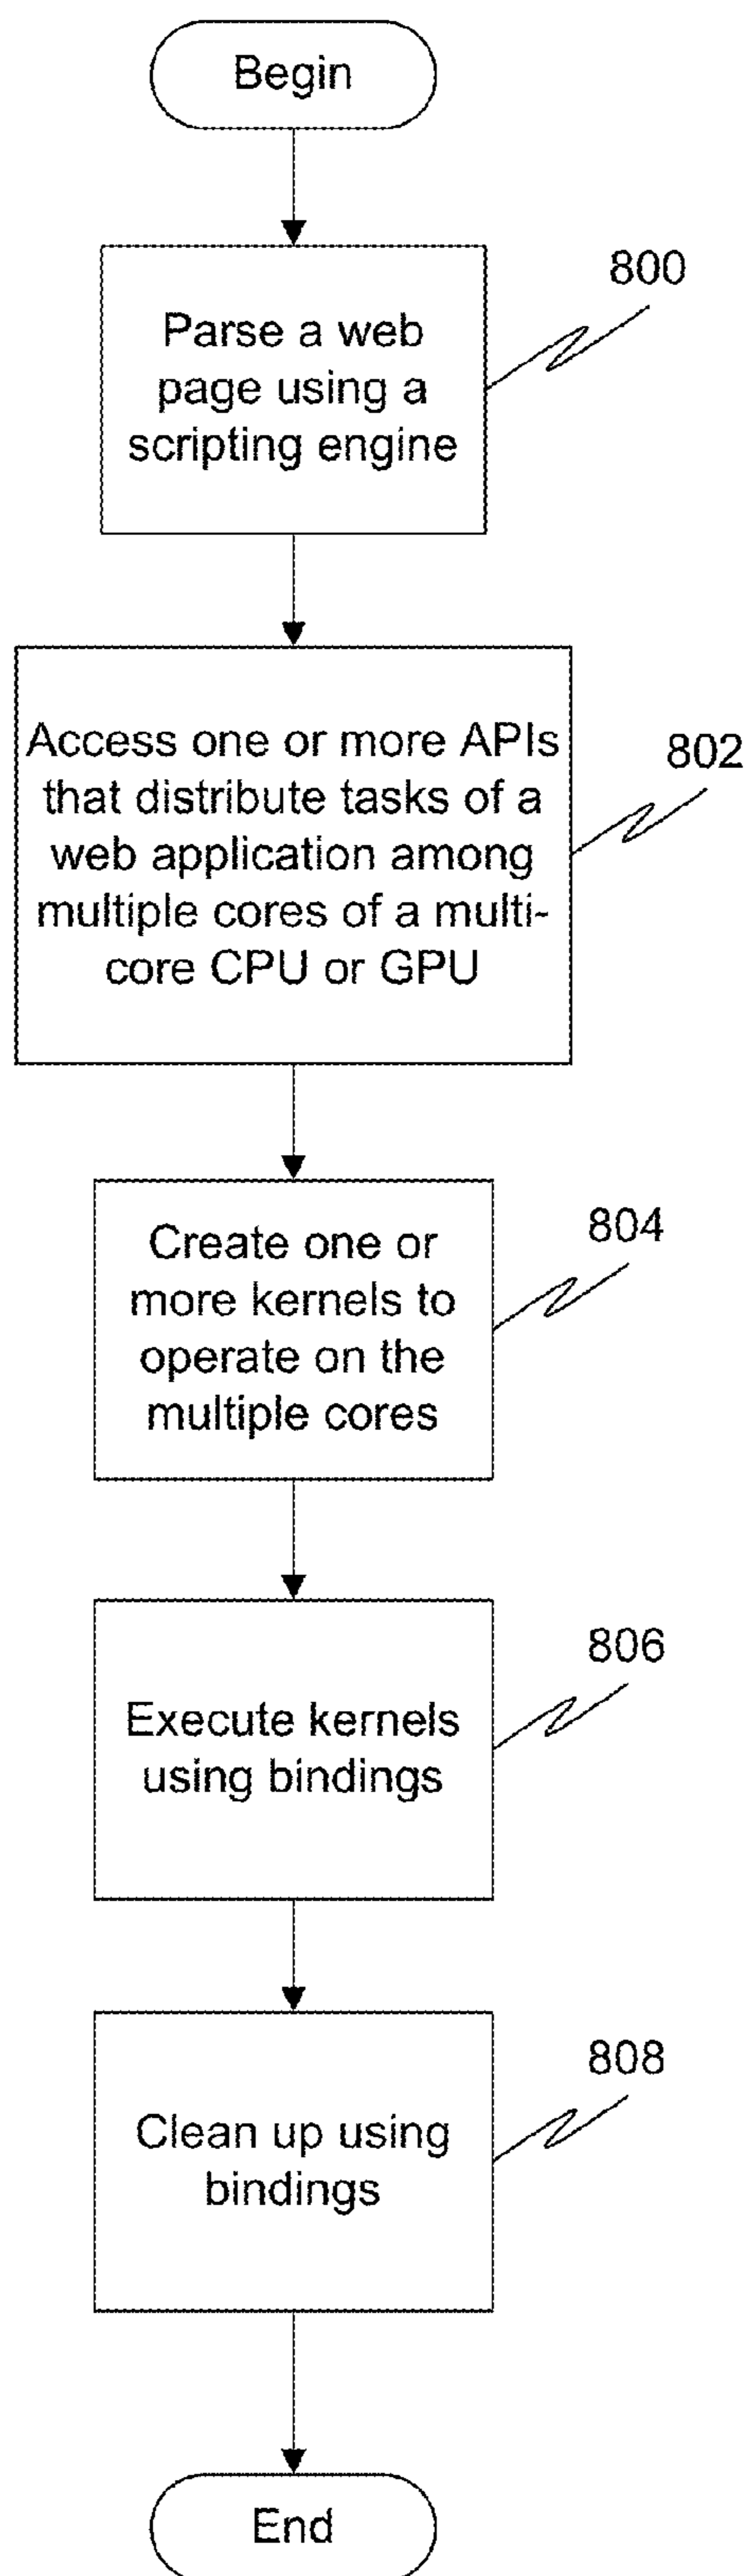 Begin
800
Parse a web
page using a
scripting engine
802
Access one or more APIs
that distribute tasks of a
web application among
multiple cores of a multi-
core CPU or GPU
804
Create one or
more kernels to
operate on the
multiple cores
806
Execute kernels
using bindings
808
Clean up using
bindings
End